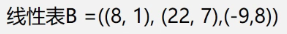 线性表B =((8, 1), (22, 7),(-9,8))